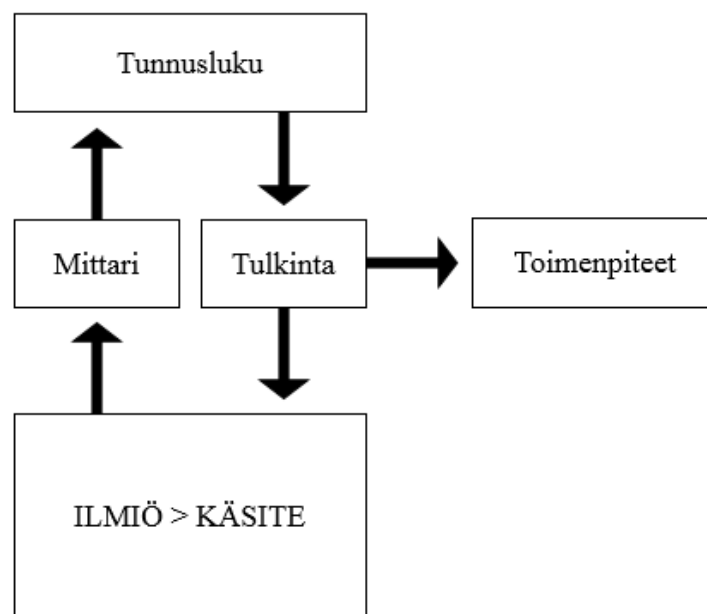 Tunnusluku
Mittari
Tulkinta
Toimenpiteet
ILMIÖ > KÄSITE